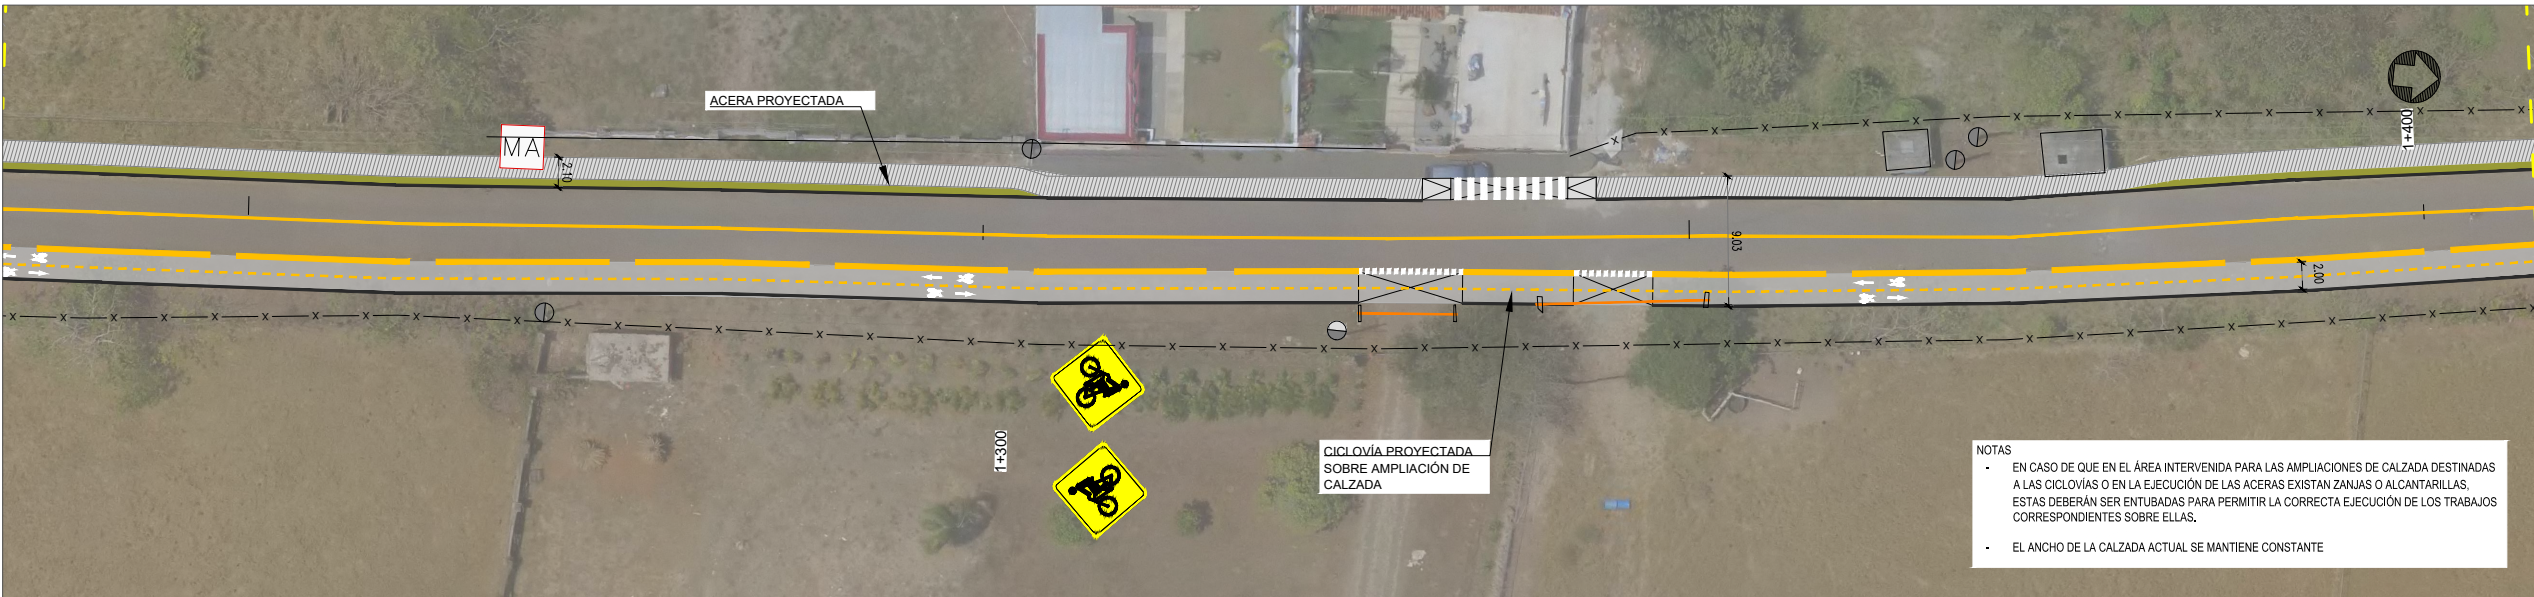 ACERA PROYECTADA
MA
2.10
1+400
9.03
2.00
1+300
CICLOVÍA PROYECTADA
SOBRE AMPLIACIÓN DE
CALZADA
NOTAS
- EN CASO DE QUE EN EL ÁREA INTERVENIDA PARA LAS AMPLIACIONES DE CALZADA DESTINADAS
A LAS CICLOVÍAS O EN LA EJECUCIÓN DE LAS ACERAS EXISTAN ZANJAS O ALCANTARILLAS,
ESTAS DEBERÁN SER ENTUBADAS PARA PERMITIR LA CORRECTA EJECUCIÓN DE LOS TRABAJOS
CORRESPONDIENTES SOBRE ELLAS.
- EL ANCHO DE LA CALZADA ACTUAL SE MANTIENE CONSTANTE